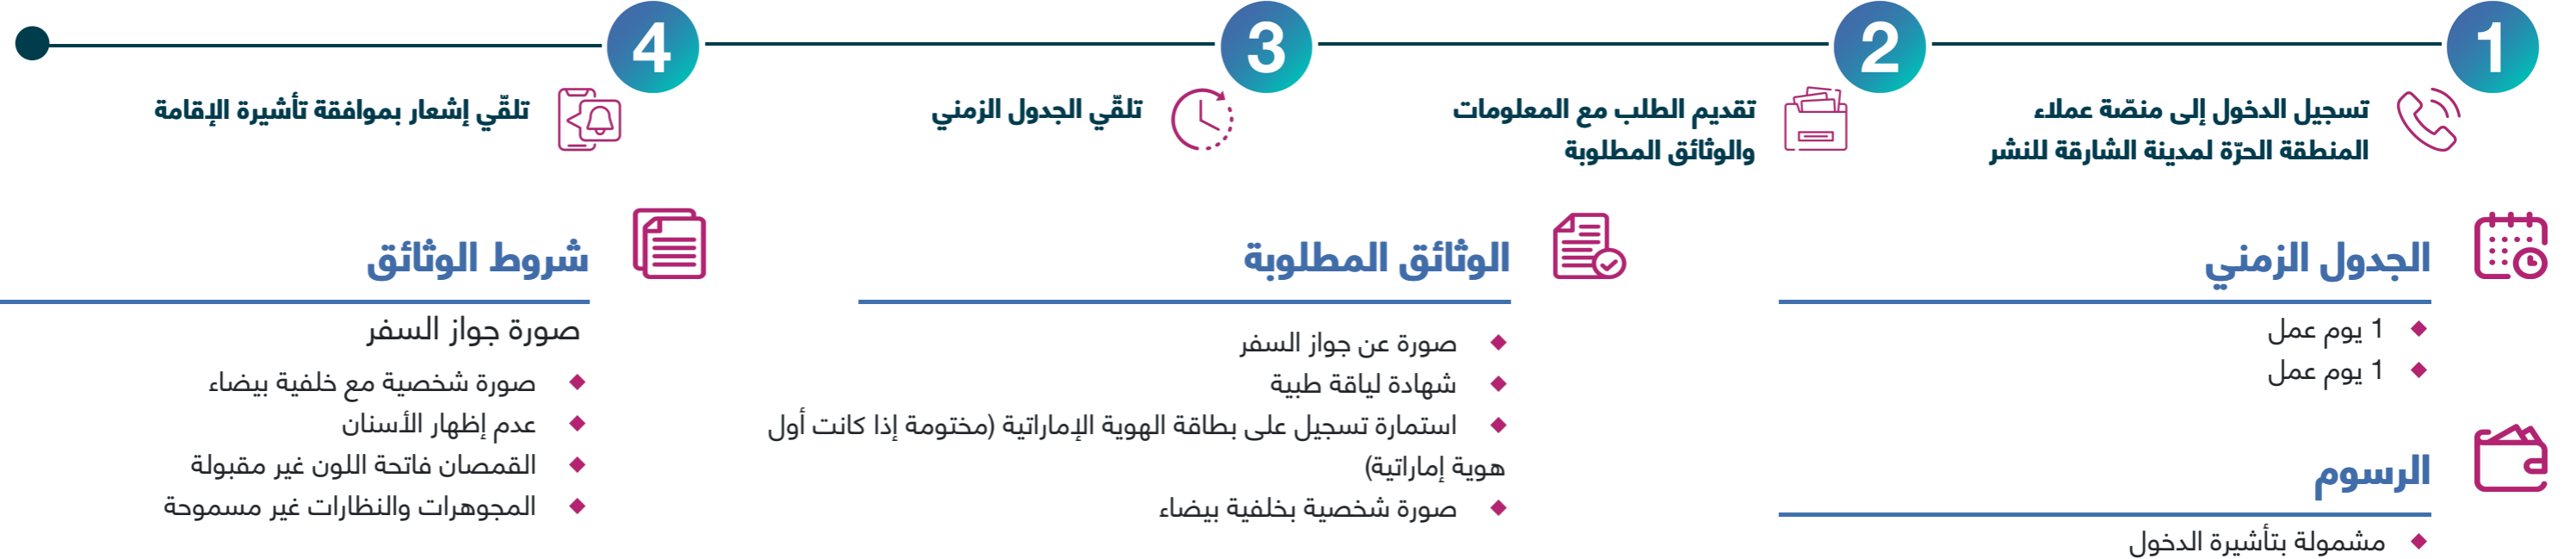 1
تسجيل الدخول إلى منصّة عملاء
المنطقة الحرّة لمدينة الشارقة للنشر
2
تقديم الطلب مع المعلومات
والوثائق المطلوبة
3
تلقّي الجدول الزمني
4
تلقّي إشعار بموافقة تأشيرة الإقامة
الجدول الزمني
1 يوم عمل
1 يوم عمل
الرسوم
مشمولة بتأشيرة الدخول
الوثائق المطلوبة
صورة عن جواز السفر
شهادة لياقة طبية
استمارة تسجيل على بطاقة الهوية الإماراتية (مختومة إذا كانت أول
هوية إماراتية)
صورة شخصية بخلفية بيضاء
شروط الوثائق
صورة جواز السفر
صورة شخصية مع خلفية بيضاء
عدم إظهار الأسنان
القمصان فاتحة اللون غير مقبولة
المجوهرات والنظارات غير مسموحة